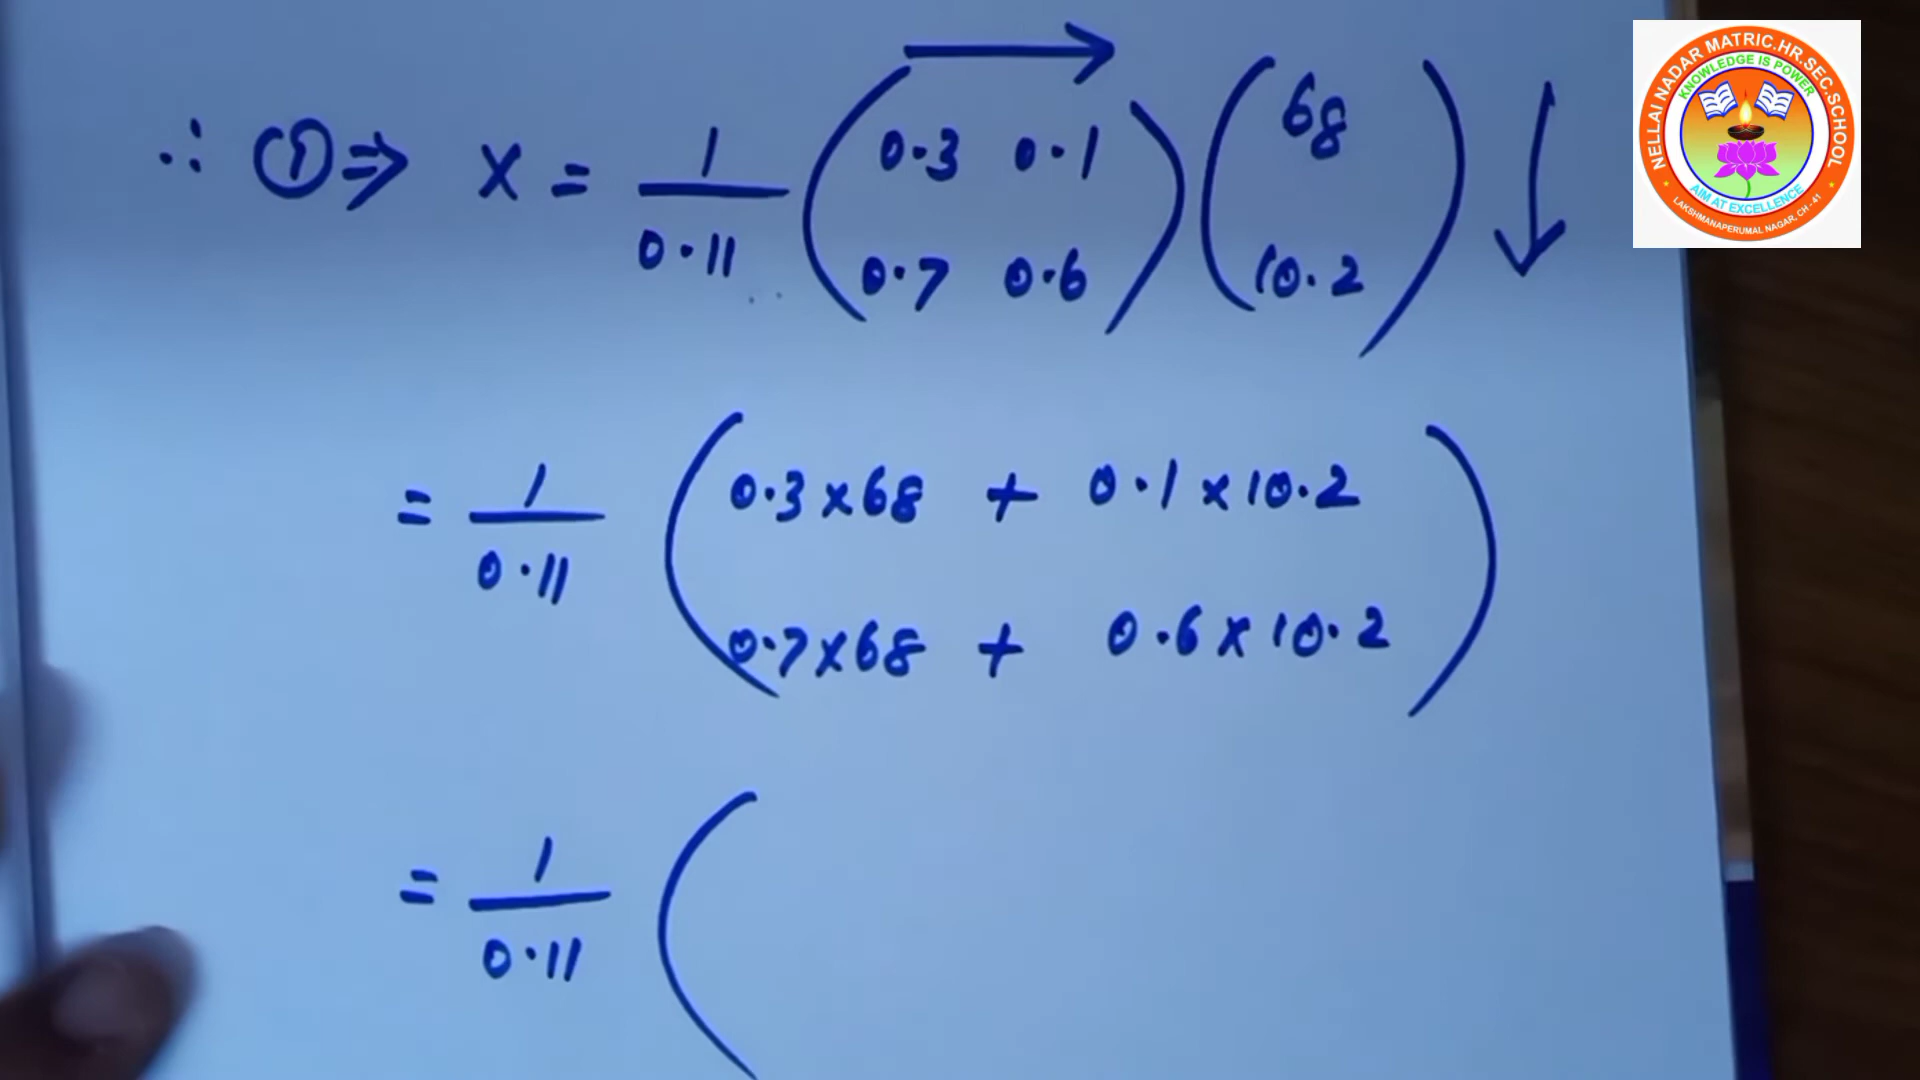 ∴ ① ⇒ X = 1/0.11 (0.3 0.1 0.7 0.6) (68 10.2)
= 1/0.11 (0.3 x 68 + 0.1 x 10.2
0.7 x 68 + 0.6 x 10.2)
= 1/0.11 (
NELLAI NADAR MATRIC.HR.SEC.SCHOOL
KNOWLEDGE IS POWER
AIM AT EXCELLENCE
LAKSHMANAPERUMAL NAGAR, CH - 41